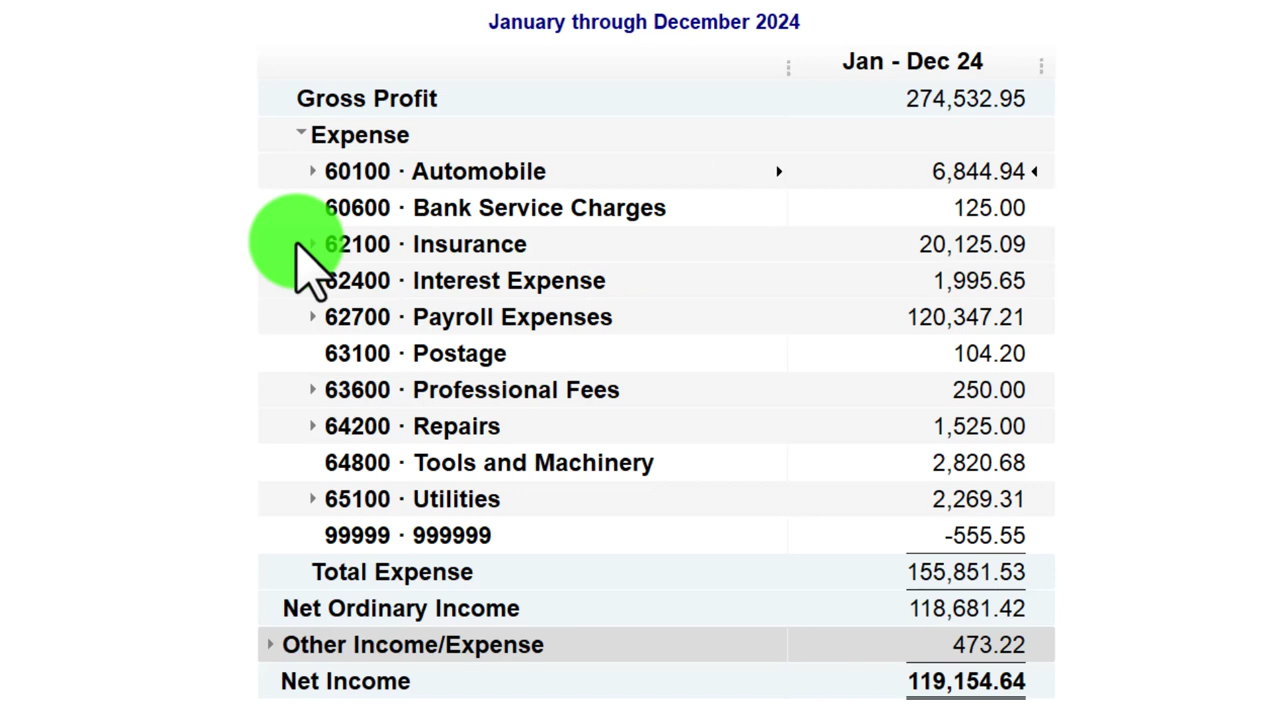 January through December 2024
Jan - Dec 24
Gross Profit 274,532.95
Expense
60100 · Automobile 6,844.94
60600 · Bank Service Charges 125.00
62100 · Insurance 20,125.09
62400 · Interest Expense 1,995.65
62700 · Payroll Expenses 120,347.21
63100 · Postage 104.20
63600 · Professional Fees 250.00
64200 · Repairs 1,525.00
64800 · Tools and Machinery 2,820.68
65100 · Utilities 2,269.31
99999 · 999999 -555.55
Total Expense 155,851.53
Net Ordinary Income 118,681.42
Other Income/Expense 473.22
Net Income 119,154.64